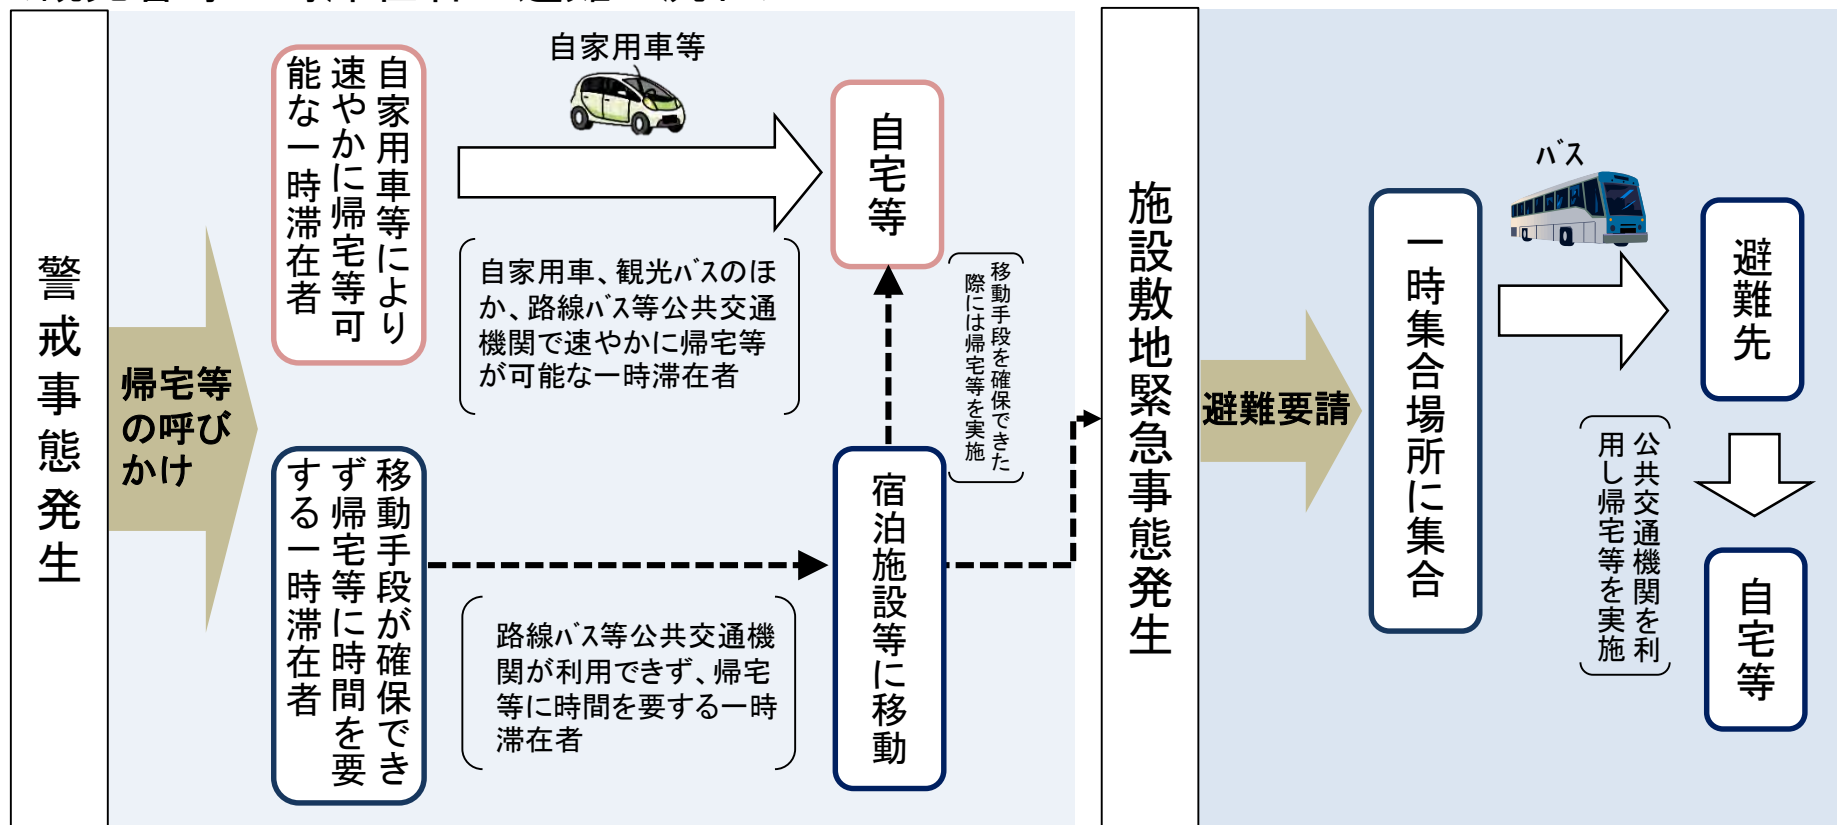 警戒事態発生
帰宅等
の呼び
かけ
自家用車等により
速やかに帰宅等可
能な一時滞在者
自家用車等
自家用車、観光ﾊﾞｽのほ
か、路線ﾊﾞｽ等公共交通
機関で速やかに帰宅等
が可能な一時滞在者
自宅等
移動手段を確保できた
際には帰宅等を実施
移動手段が確保でき
ず帰宅等に時間を要
する一時滞在者
路線ﾊﾞｽ等公共交通機
関が利用できず、帰宅
等に時間を要する一時
滞在者
宿泊施設等に移動
施設敷地緊急事態発生
避難要請
一時集合場所に集合
ﾊﾞｽ
避難先
公共交通機関を利
用し帰宅等を実施
自宅等